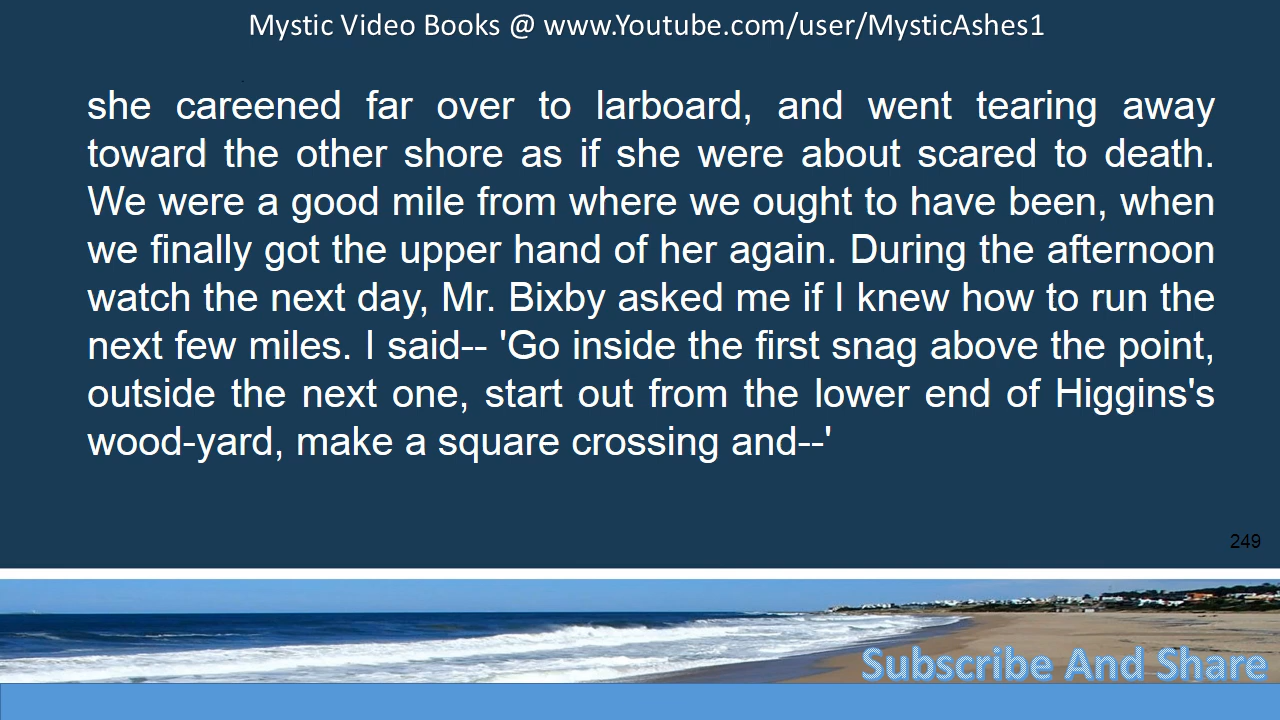 Mystic Video Books @ www.Youtube.com/user/MysticAshes1
she careened far over to larboard, and went tearing away
toward the other shore as if she were about scared to death.
We were a good mile from where we ought to have been, when
we finally got the upper hand of her again. During the afternoon
watch the next day, Mr. Bixby asked me if I knew how to run the
next few miles. I said-- 'Go inside the first snag above the point,
outside the next one, start out from the lower end of Higgins's
wood-yard, make a square crossing and--'
249
Subscribe And Share